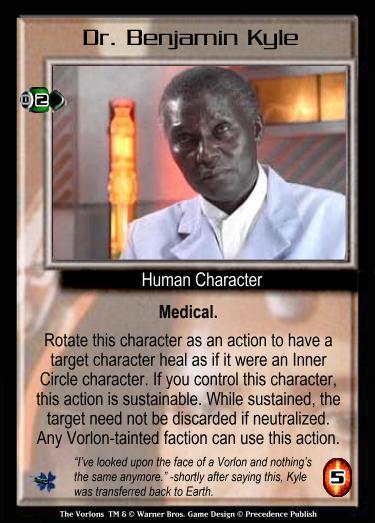 Dr. Benjamin Kyle
D 2
Human Character
Medical.
Rotate this character as an action to have a
target character heal as if it were an Inner
Circle character. If you control this character,
this action is sustainable. While sustained, the
target need not be discarded if neutralized.
Any Vorlon-tainted faction can use this action.
"I've looked upon the face of a Vorlon and nothing's
the same anymore." -shortly after saying this, Kyle
was transferred back to Earth.
5
The Vorlons TM & © Warner Bros. Game Design © Precedence Publish